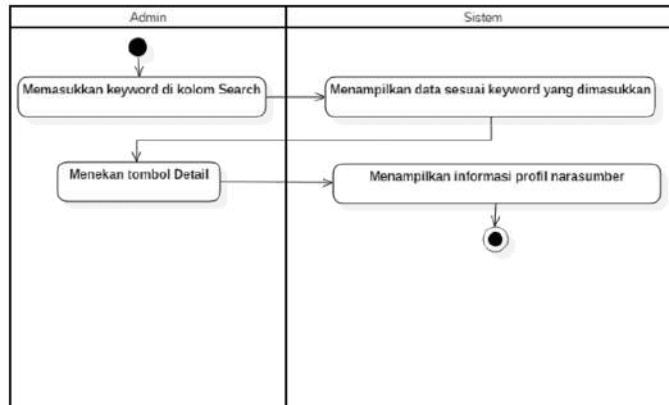 Admin
Sistem
Memasukkan keyword di kolom Search
Menampilkan data sesuai keyword yang dimasukkan
Menekan tombol Detail
Menampilkan informasi profil narasumber